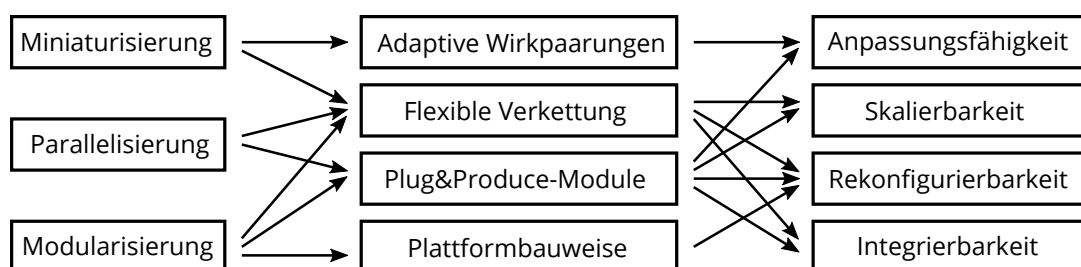 Miniaturisierung
Parallelisierung
Modularisierung
Adaptive Wirkpaarungen
Flexible Verkettung
Plug&Produce-Module
Plattformbauweise
Anpassungsfähigkeit
Skalierbarkeit
Rekonfigurierbarkeit
Integrierbarkeit